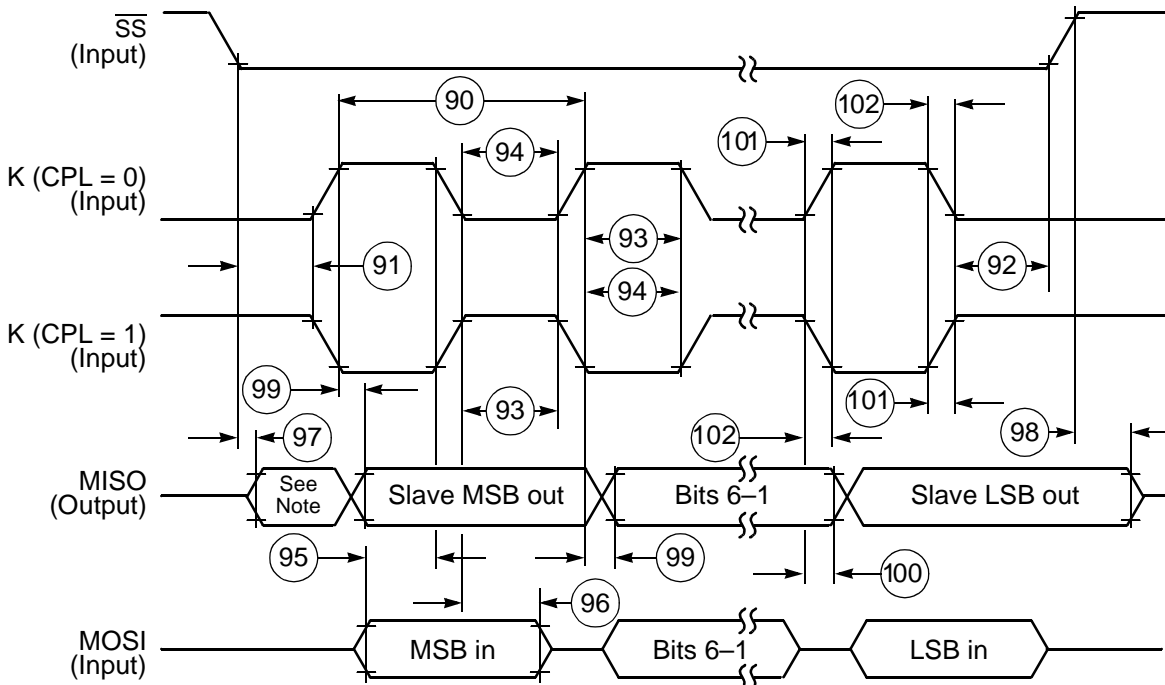 SS
(Input)
90
102
101
94
K (CPL = 0)
(Input)
93
91
92
94
K (CPL = 1)
(Input)
99
93
101
97
102
98
MISO
(Output)
See
Note
Slave MSB out
Bits 6–1
Slave LSB out
95
99
100
96
MOSI
(Input)
MSB in
Bits 6–1
LSB in